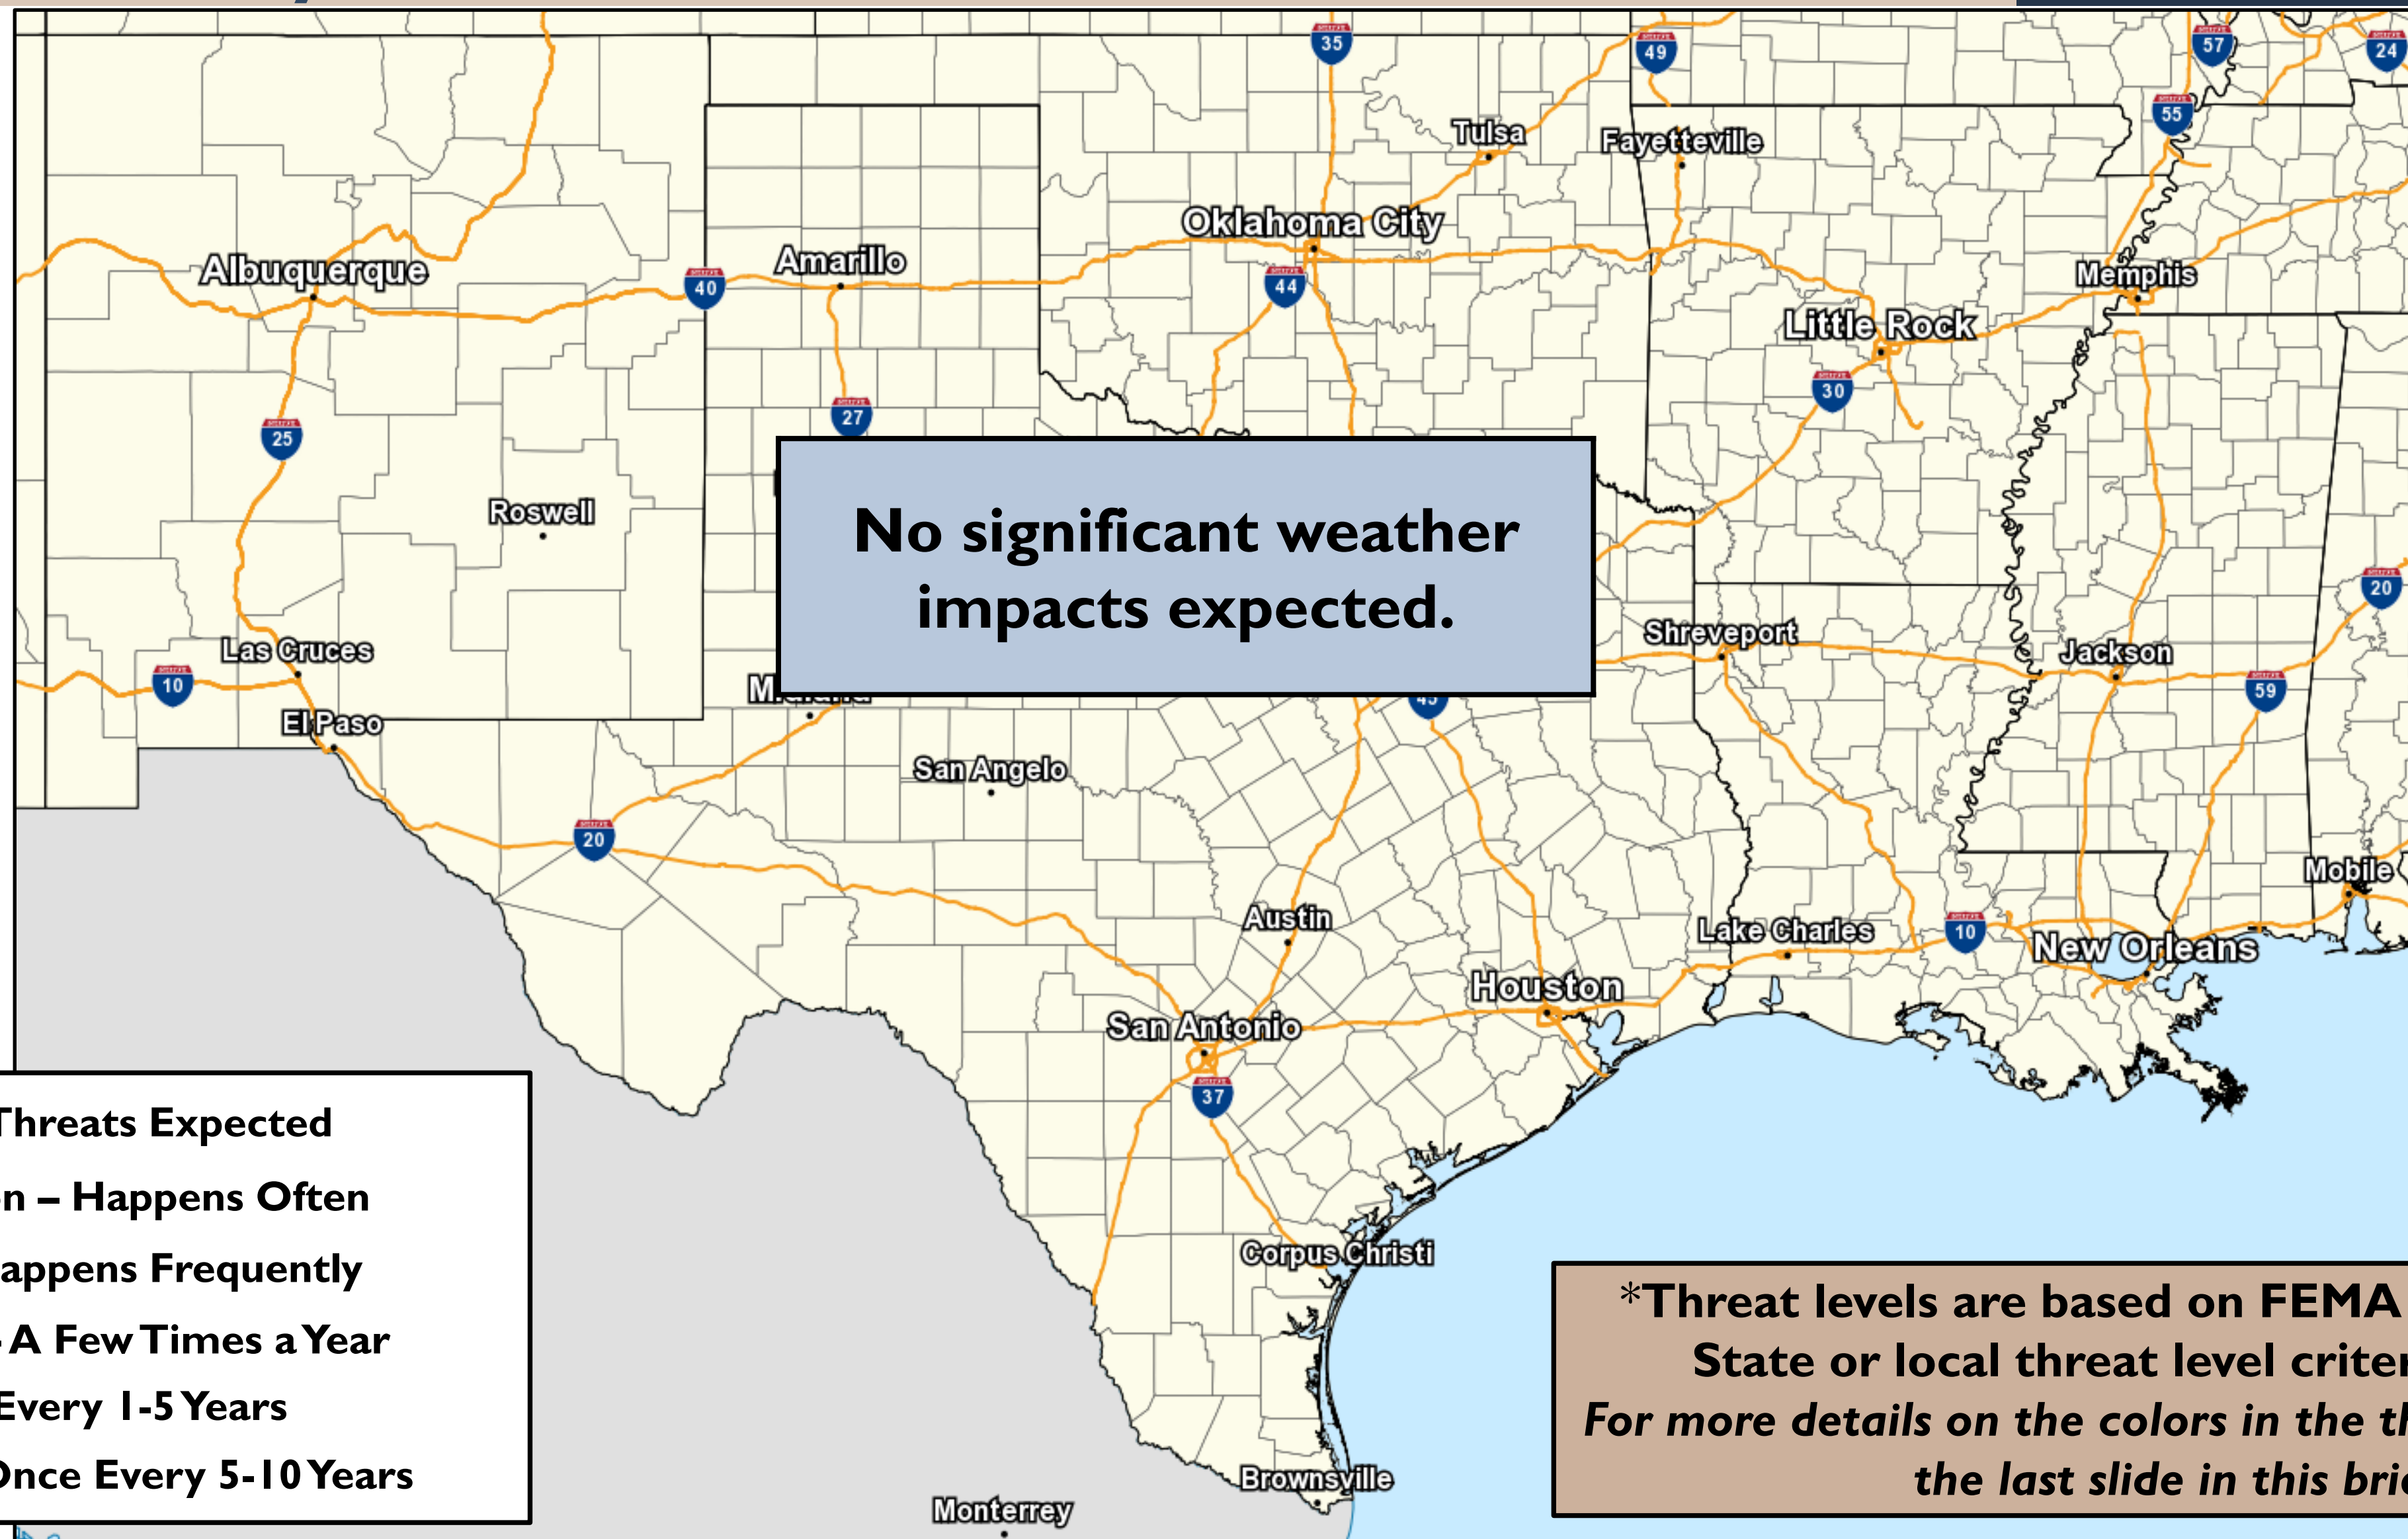 35
49
57
24
55
Tulsa
Fayetteville
Oklahoma City
Albuquerque
Amarillo
40
44
Memphis
Little Rock
30
27
25
Roswell
No significant weather
impacts expected.
20
Shreveport
Jackson
Las Cruces
10
59
El Paso
San Angelo
20
Mobile
Austin
Lake Charles
10
New Orleans
Houston
San Antonio
37
Threats Expected
n – Happens Often
appens Frequently
- A Few Times a Year
Every 1-5 Years
Once Every 5-10 Years
Corpus Christi
*Threat levels are based on FEMA
State or local threat level criter
For more details on the colors in the th
the last slide in this brie
Brownsville
Monterrey